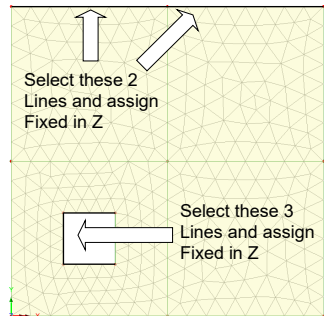 Select these 2
Lines and assign
Fixed in Z
Select these 3
Lines and assign
Fixed in Z
Y
X